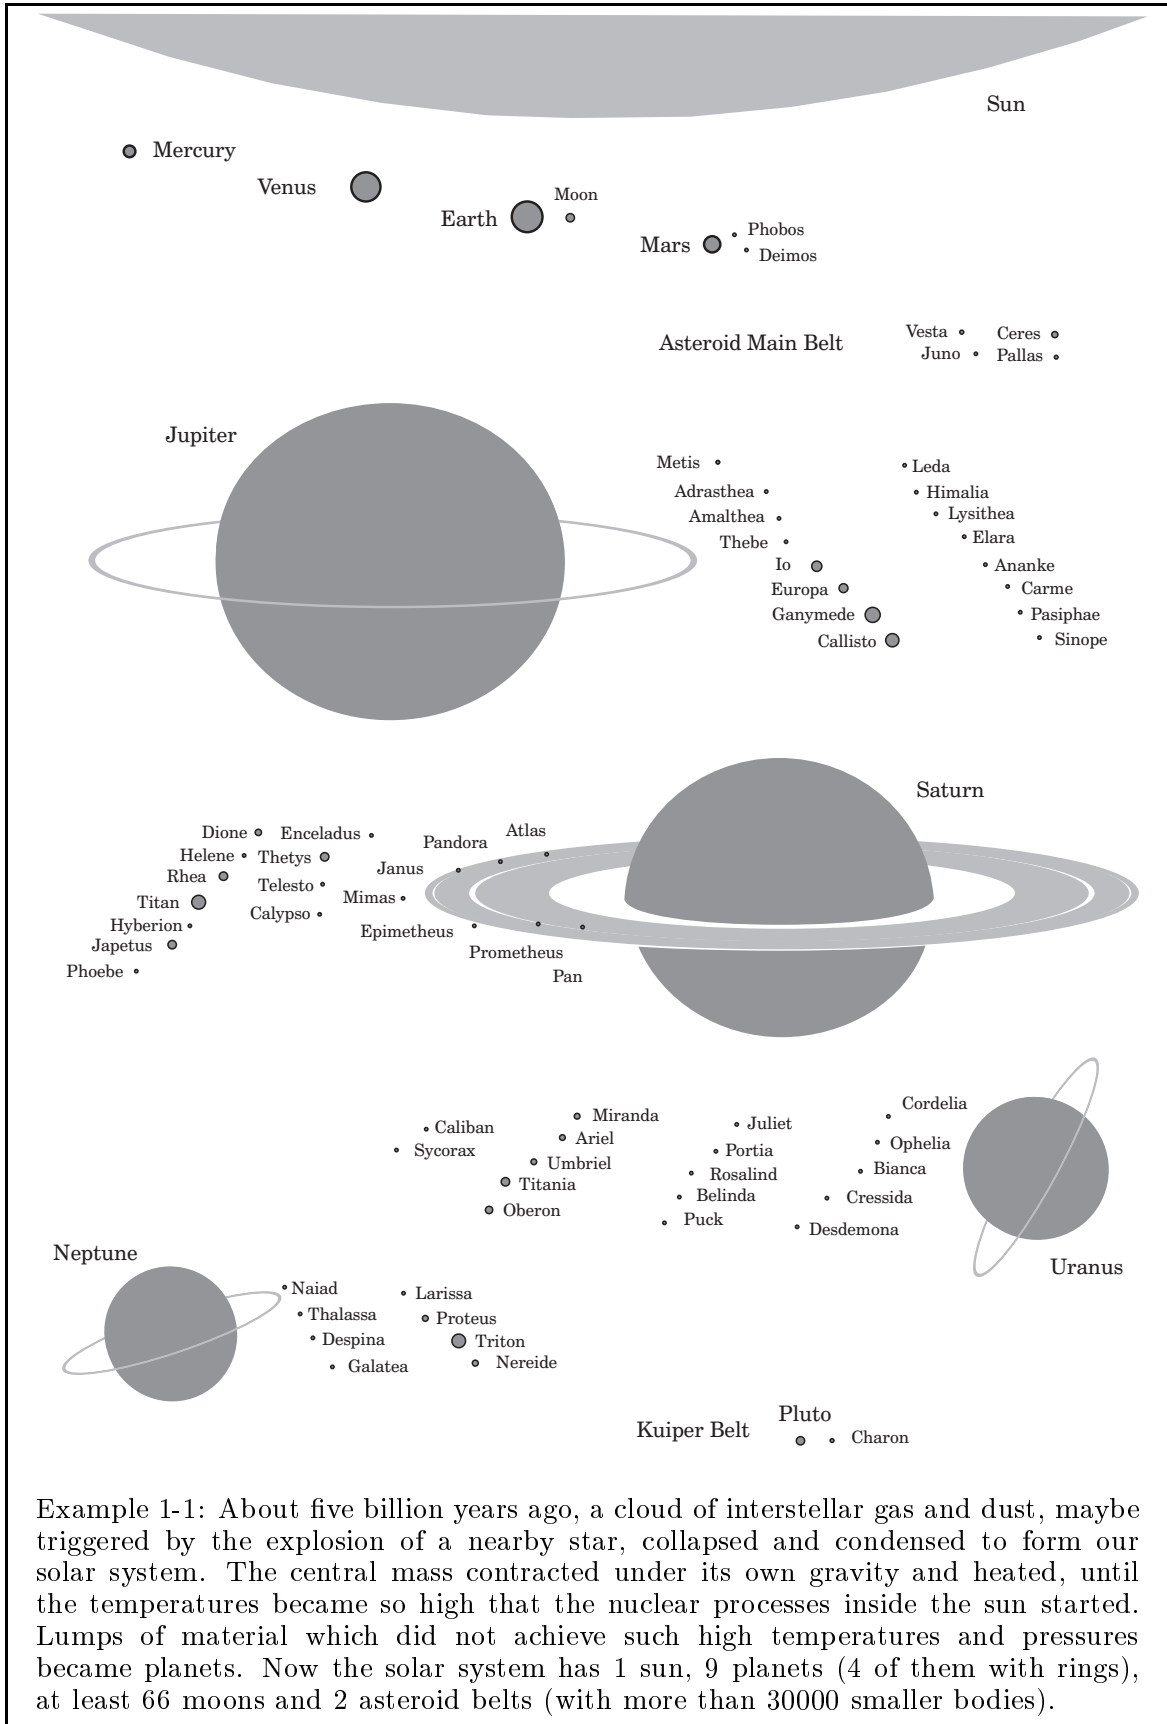 Sun
Mercury
Venus
Moon
Earth
Phobos
Mars
Deimos
Vesta Ceres
Asteroid Main Belt
Juno Pallas
Jupiter
Metis
Leda
Adrasthea
Himalia
Amalthea
Lysithea
Thebe
Elara
Io
Ananke
Europa
Carme
Ganymede
Pasiphae
Callisto
Sinope
Saturn
Dione Enceladus
Atlas
Pandora
Helene Thetys
Janus
Rhea
Telesto
Mimas
Titan
Calypso
Hyberion
Epimetheus
Japetus
Prometheus
Phoebe
Pan
Cordelia
Miranda
Juliet
Caliban
Ariel
Ophelia
Sycorax
Portia
Umbriel
Bianca
Rosalind
Titania
Belinda
Cressida
Oberon
Puck
Desdemona
Neptune
Uranus
Naiad
Larissa
Thalassa
Proteus
Despina
Triton
Galatea
Nereide
Pluto
Kuiper Belt
Charon
Example 1-1: About five billion years ago, a cloud of interstellar gas and dust, maybe
triggered by the explosion of a nearby star, collapsed and condensed to form our
solar system. The central mass contracted under its own gravity and heated, until
the temperatures became so high that the nuclear processes inside the sun started.
Lumps of material which did not achieve such high temperatures and pressures
became planets. Now the solar system has 1 sun, 9 planets (4 of them with rings),
at least 66 moons and 2 asteroid belts (with more than 30000 smaller bodies).